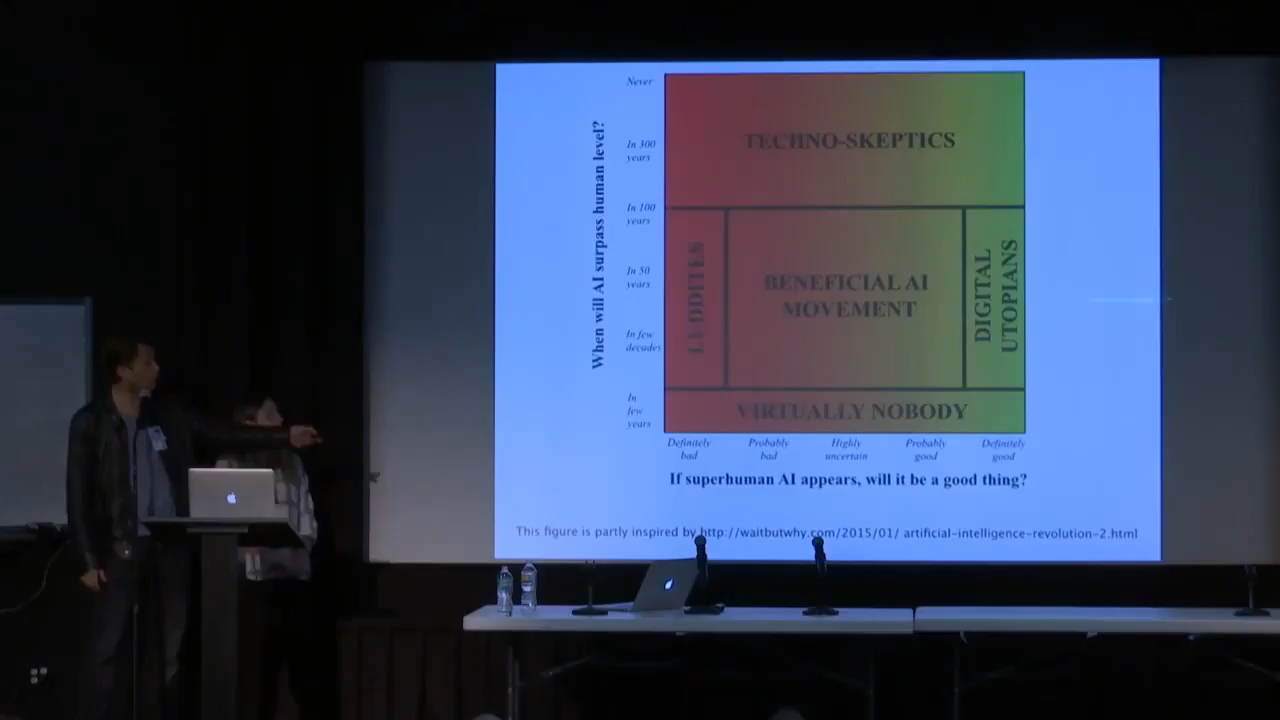 When will AI surpass human level?
Never
In 300
years
In 100
years
In 50
years
In few
decades
In
few
years
TECHNO-SKEPTICS
LUDDITES
BENEFICIAL AI
MOVEMENT
DIGITAL
UTOPIANS
VIRTUALLY NOBODY
Definitely
bad
Probably
bad
Highly
uncertain
Probably
good
Definitely
good
If superhuman AI appears, will it be a good thing?
This figure is partly inspired by http://waitbutwhy.com/2015/01/ artificial-intelligence-revolution-2.html